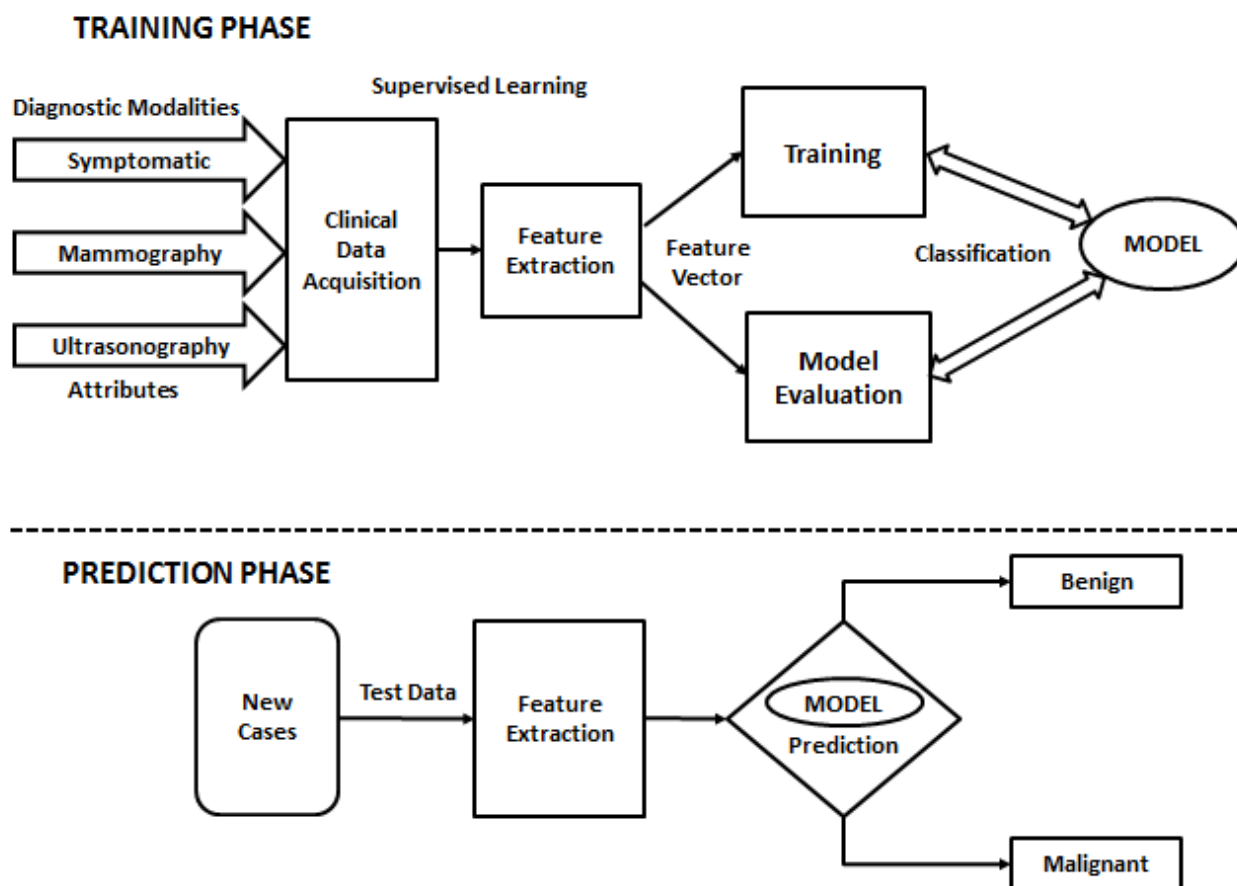 TRAINING PHASE
Supervised Learning
Diagnostic Modalities
Symptomatic
Mammography
Ultrasonography
Attributes
Clinical
Data
Acquisition
Feature
Extraction
Feature
Vector
Training
Model
Evaluation
Classification
MODEL
PREDICTION PHASE
New
Cases
Test Data
Feature
Extraction
MODEL
Prediction
Benign
Malignant